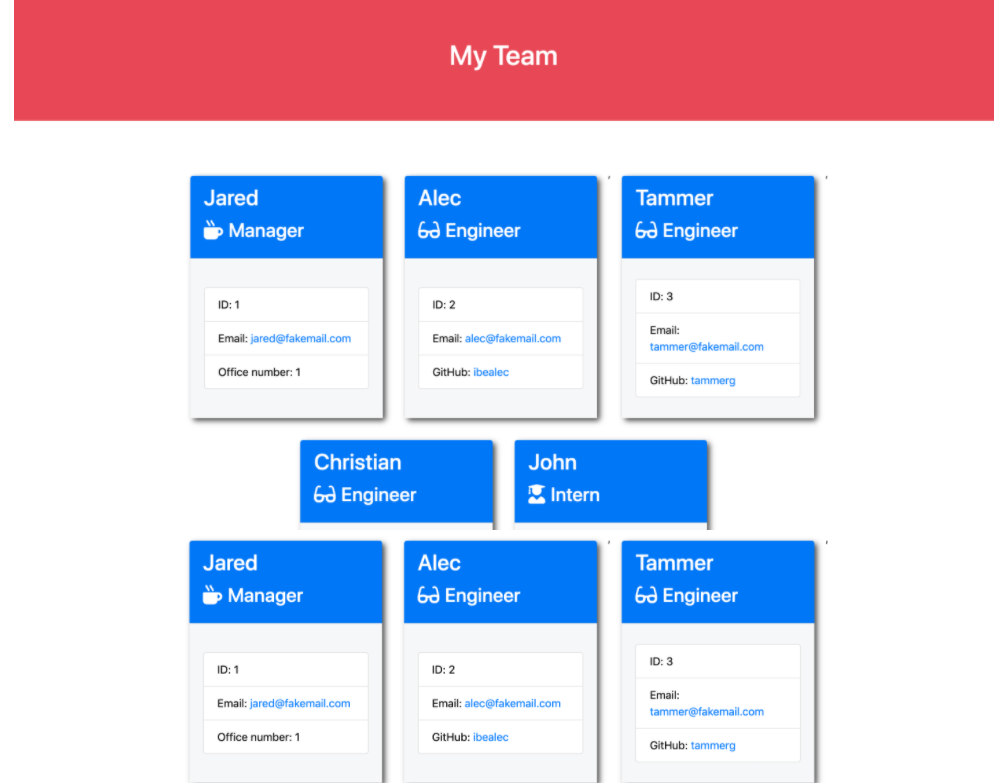 My Team
Jared
Manager
ID: 1
Email: jared@fakemail.com
Office number: 1
Alec
Engineer
ID: 2
Email: alec@fakemail.com
GitHub: ibealec
,
Tammer
Engineer
ID: 3
Email:
tammer@fakemail.com
GitHub: tammerg
,
Christian
Engineer
John
Intern
Jared
Manager
ID: 1
Email: jared@fakemail.com
Office number: 1
Alec
Engineer
ID: 2
Email: alec@fakemail.com
GitHub: ibealec
,
Tammer
Engineer
ID: 3
Email:
tammer@fakemail.com
GitHub: tammerg
,